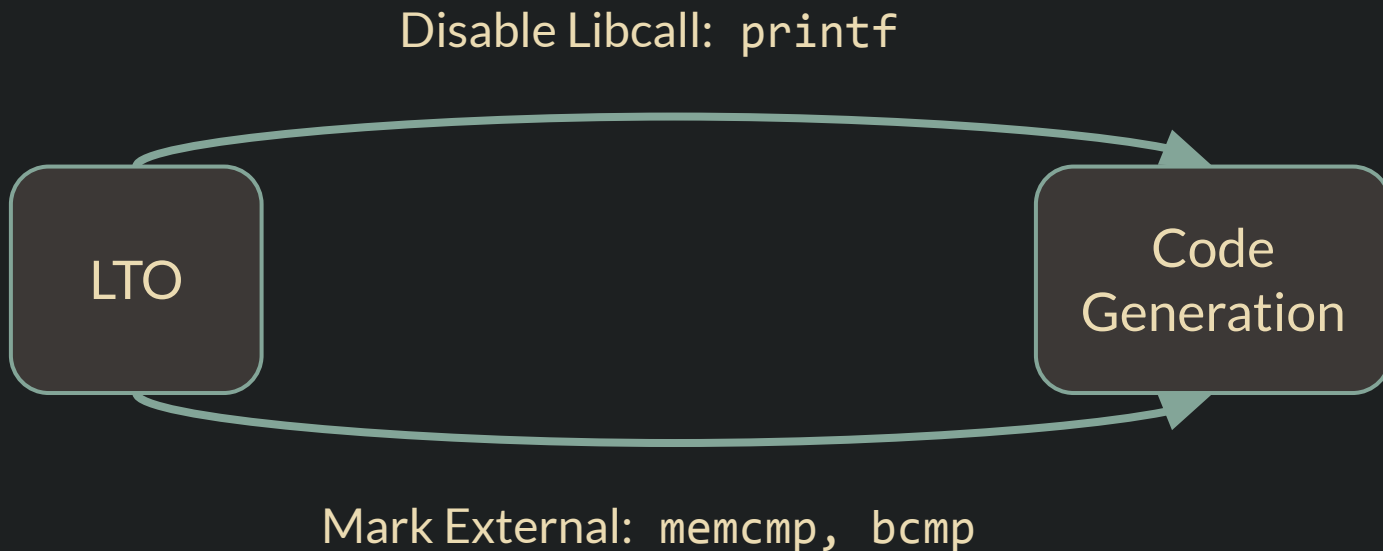 Disable Libcall: printf
LTO
Code
Generation
Mark External: memcmp, bcmp